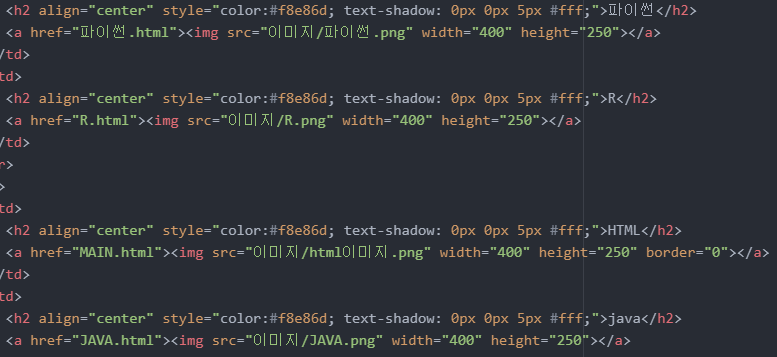 <h2 align="center" style="color:#f8e86d; text-shadow: 0px 0px 5px #fff;">파이썬</h2>
<a href="파이썬.html"><img src="이미지/파이썬.png" width="400" height="250"></a>
/td>
td>
<h2 align="center" style="color:#f8e86d; text-shadow: 0px 0px 5px #fff;">R</h2>
<a href="R.html"><img src="이미지/R.png" width="400" height="250"></a>
/td>
r>
>
td>
<h2 align="center" style="color:#f8e86d; text-shadow: 0px 0px 5px #fff;">HTML</h2>
<a href="MAIN.html"><img src="이미지/html이미지.png" width="400" height="250" border="0"></a>
/td>
td>
<h2 align="center" style="color:#f8e86d; text-shadow: 0px 0px 5px #fff;">java</h2>
<a href="JAVA.html"><img src="이미지/JAVA.png" width="400" height="250"></a>